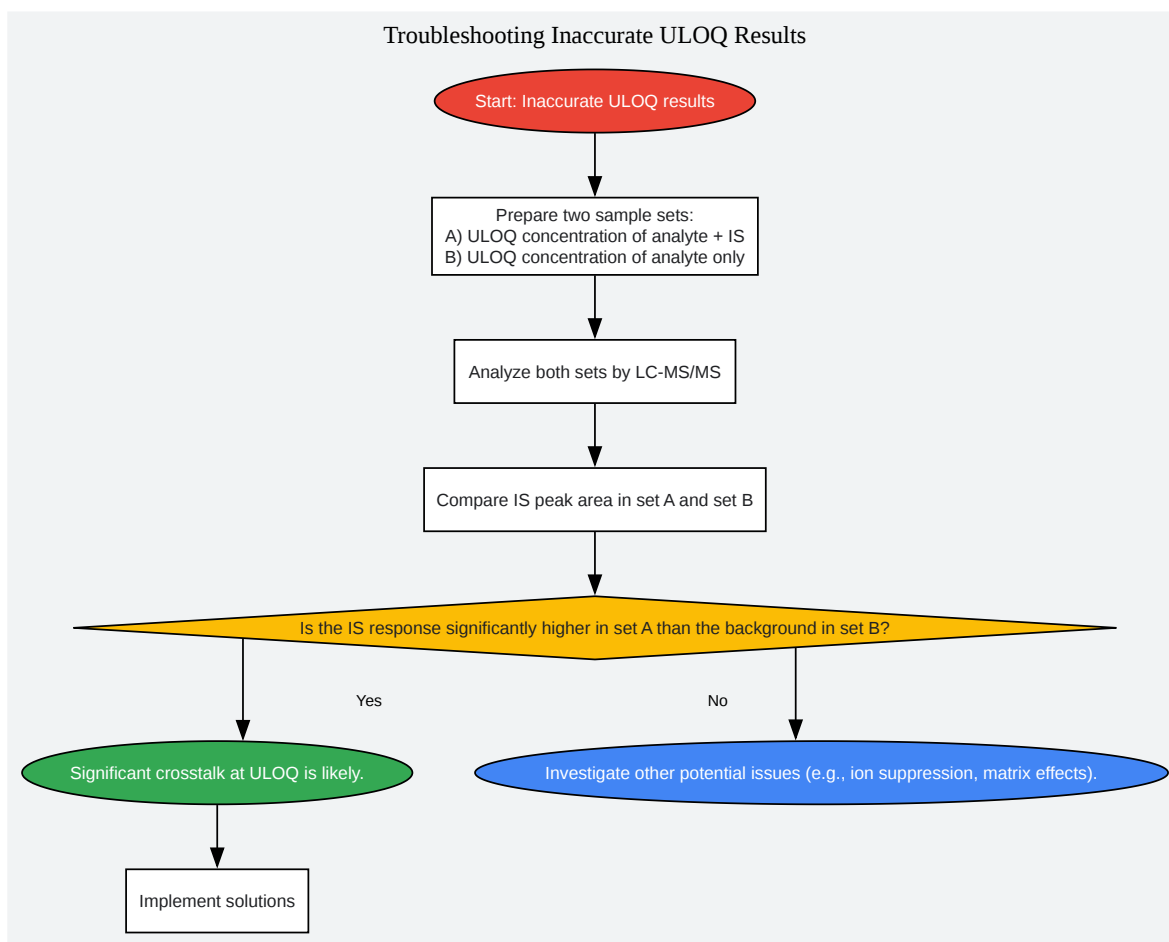 Troubleshooting Inaccurate ULOQ Results
Start: Inaccurate ULOQ results
Prepare two sample sets:
A) ULOQ concentration of analyte + IS
B) ULOQ concentration of analyte only
Analyze both sets by LC-MS/MS
Compare IS peak area in set A and set B
Is the IS response significantly higher in set A than the background in set B?
Yes
No
Significant crosstalk at ULOQ is likely.
Investigate other potential issues (e.g., ion suppression, matrix effects).
Implement solutions